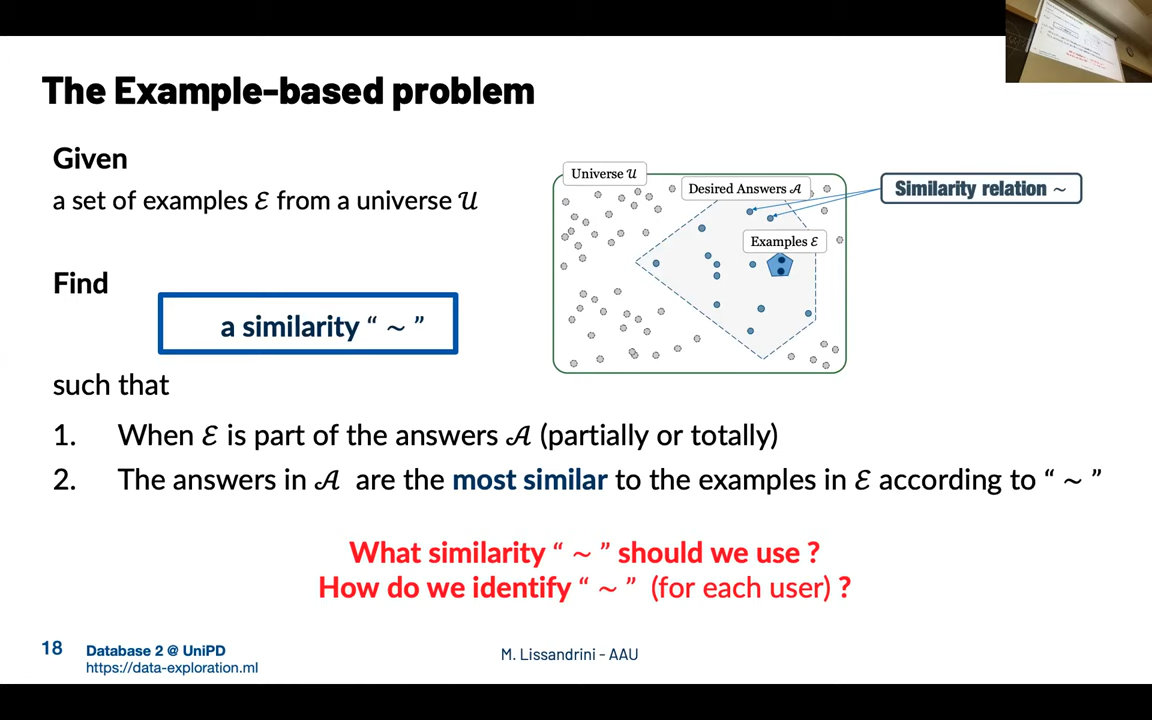 The Example-based problem
Given
a set of examples ℰ from a universe 𝒰
Find
a similarity “ ~ ”
such that
1. When ℰ is part of the answers 𝒜 (partially or totally)
2. The answers in 𝒜 are the most similar to the examples in ℰ according to “ ~ ”
Universe 𝒰
Desired Answers 𝒜
Examples ℰ
Similarity relation ~
What similarity “ ~ ” should we use ?
How do we identify “ ~ ” (for each user) ?
18
Database 2 @ UniPD
https://data-exploration.ml
M. Lissandrini - AAU